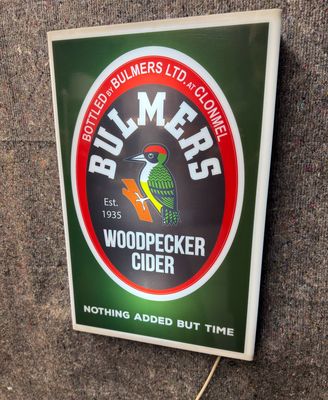 BOTTLED BY BULMERS LTD. AT CLONMEL
BULMERS
Est.
1935
WOODPECKER
CIDER
NOTHING ADDED BUT TIME